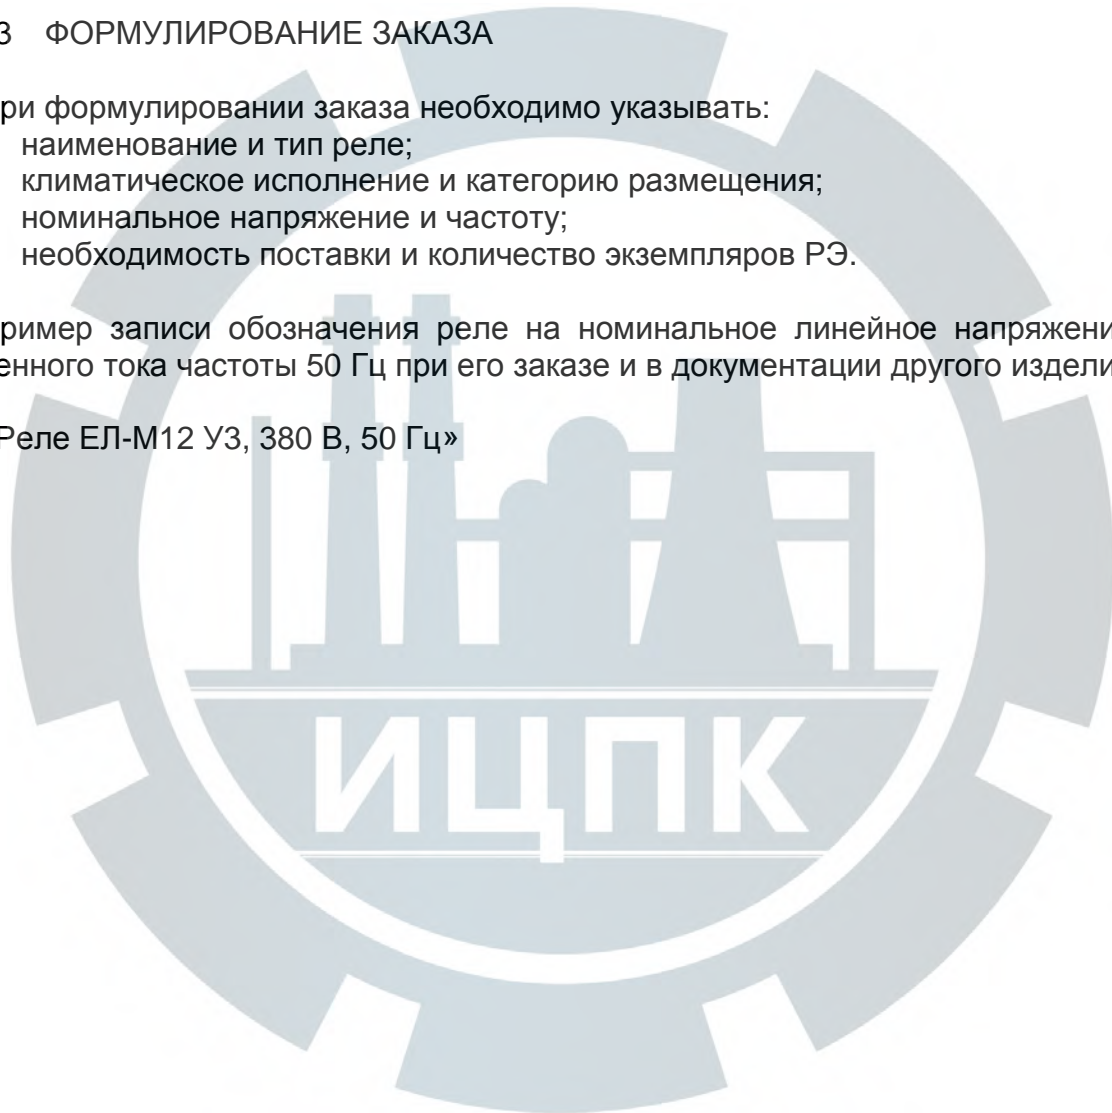 3 ФОРМУЛИРОВАНИЕ ЗАКАЗА
ри формулировании заказа необходимо указывать:
наименование и тип реле;
климатическое исполнение и категорию размещения;
номинальное напряжение и частоту;
необходимость поставки и количество экземпляров РЭ.
ример записи обозначения реле на номинальное линейное напряжени
енного тока частоты 50 Гц при его заказе и в документации другого издели
Реле ЕЛ-М12 У3, 380 В, 50 Гц»
ИЦПК